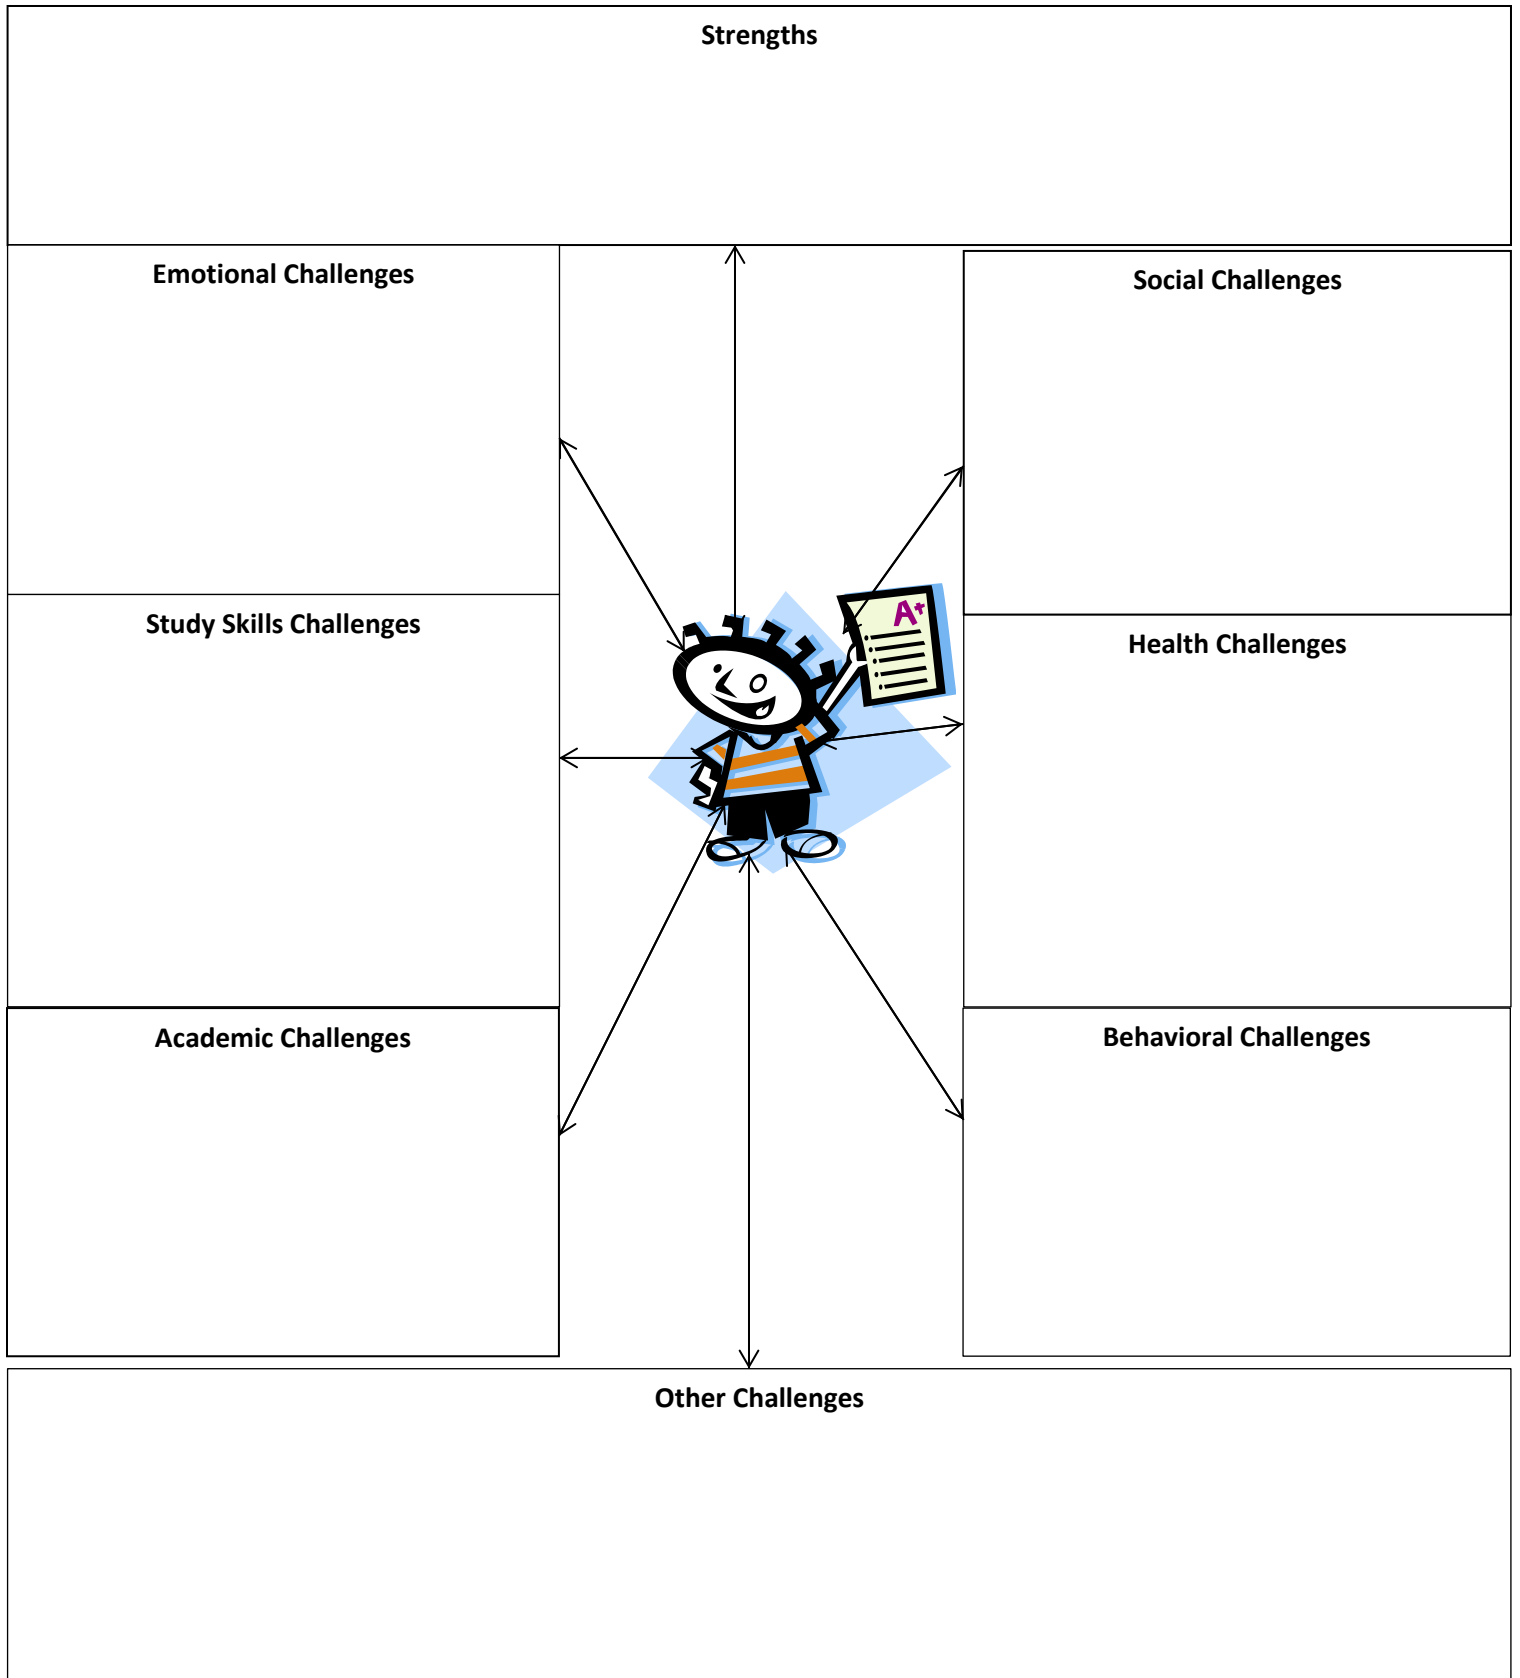 Strengths
Emotional Challenges
Social Challenges
Study Skills Challenges
Health Challenges
A+
Academic Challenges
Behavioral Challenges
Other Challenges